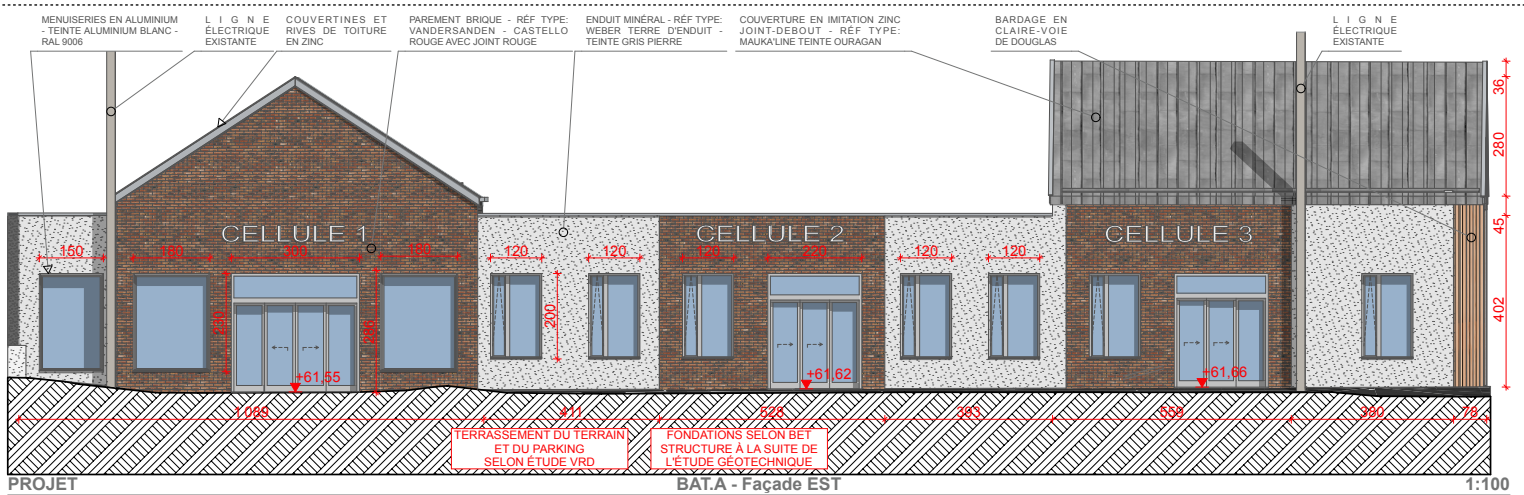 MENUISERIES EN ALUMINIUM
- TEINTE ALUMINIUM BLANC -
RAL 9006
LIGNE
ÉLECTRIQUE
EXISTANTE
COUVERTINES ET
RIVES DE TOITURE
EN ZINC
PAREMENT BRIQUE - RÉF TYPE:
VANDERSANDEN - CASTELLO
ROUGE AVEC JOINT ROUGE
ENDUIT MINÉRAL - RÉF TYPE:
WEBER TERRE D'ENDUIT -
TEINTE GRIS PIERRE
COUVERTURE EN IMITATION ZINC
JOINT-DEBOUT - RÉF TYPE:
MAUKA'LINE TEINTE OURAGAN
BARDAGE EN
CLAIRE-VOIE
DE DOUGLAS
LIGNE
ÉLECTRIQUE
EXISTANTE
36
280
45
402
CELLULE 1
CELLULE 2
CELLULE 3
150
180
300
180
120
120
120
220
120
120
200
+61,55
+61,62
+61,66
1 089
411
528
393
559
390
78
TERRASSEMENT DU TERRAIN
ET DU PARKING
SELON ÉTUDE VRD
FONDATIONS SELON BET
STRUCTURE À LA SUITE DE
L'ÉTUDE GÉOTECHNIQUE
PROJET
BAT.A - Façade EST
1:100